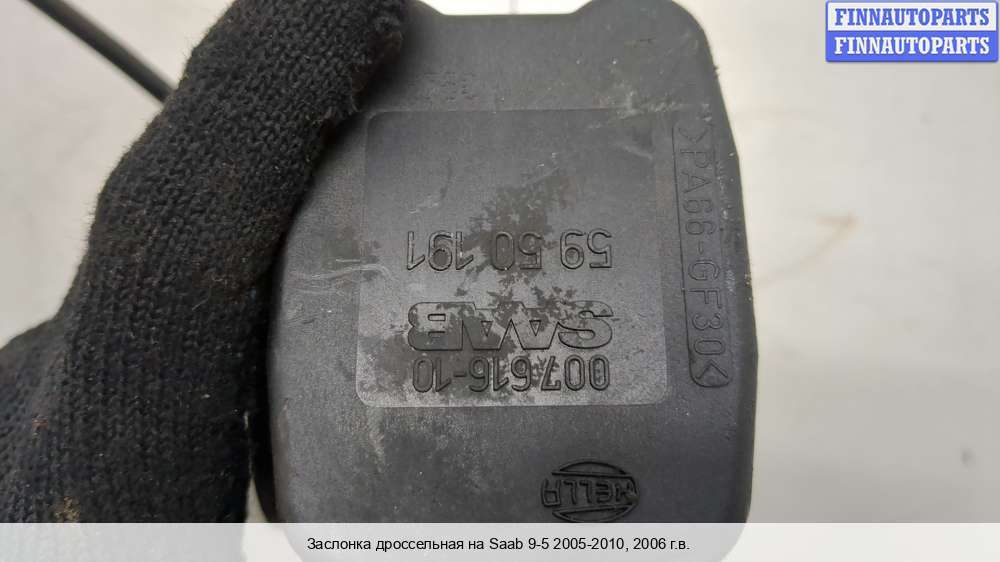 FINNAUTOPARTS
FINNAUTOPARTS
>PA66-GF30<
007616-10
SAAB
59 50 191
HELLA
Заслонка дроссельная на Saab 9-5 2005-2010, 2006 г.в.